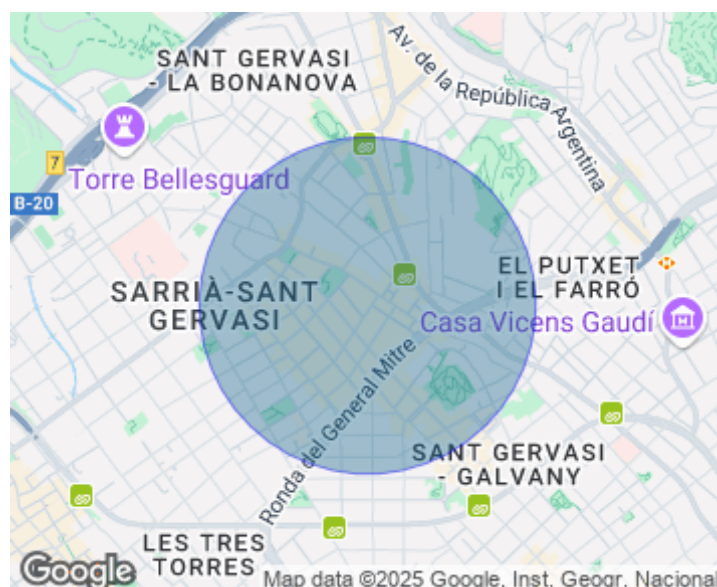 SANT GERVASI
- LA BONANOVA
Av. de la República Argentina
7
Torre Bellesguard
B-20
SARRIÀ-SANT
GERVASI
EL PUTXET
I EL FARRÓ
Casa Vicens Gaudí
Ronda del General Mitre
SANT GERVASI
- GALVANY
LES TRES
TORRES
Google
Map data ©2025 Google, Inst. Geogr. Nacional